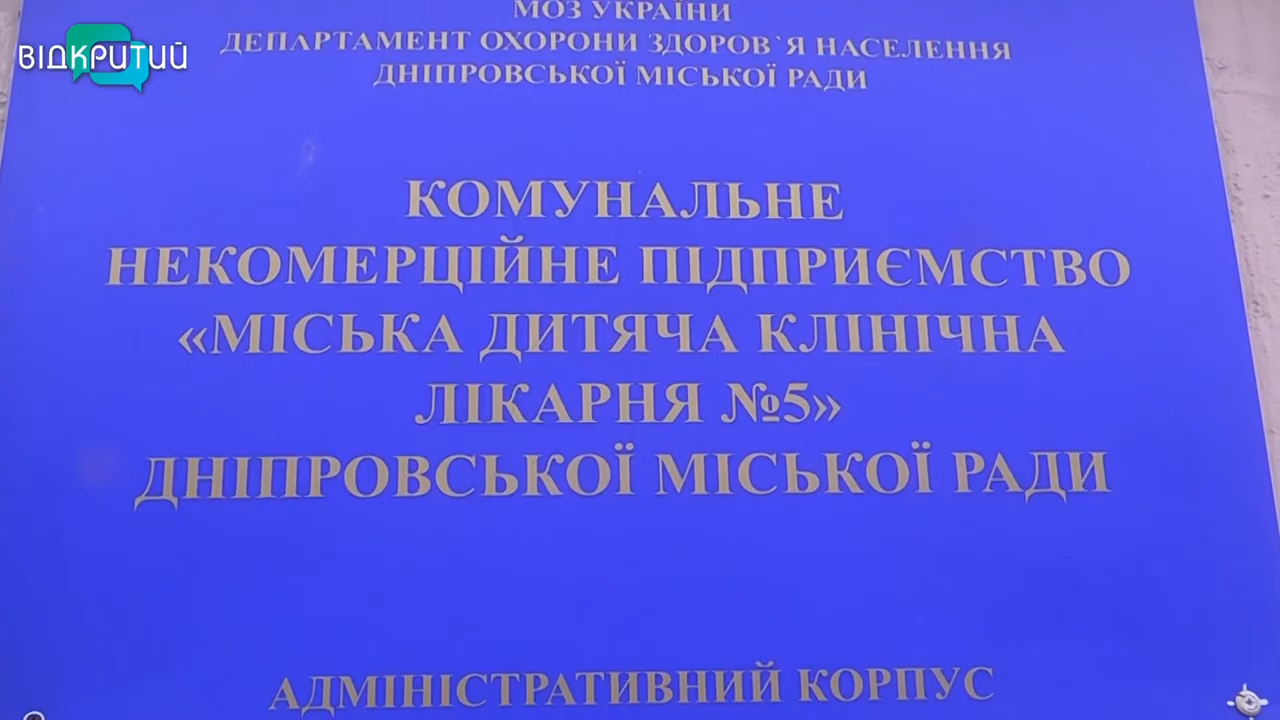 ВІДКРИТИЙ
МОЗ УКРАЇНИ
ДЕПАРТАМЕНТ ОХОРОНИ ЗДОРОВ`Я НАСЕЛЕННЯ
ДНІПРОВСЬКОЇ МІСЬКОЇ РАДИ
КОМУНАЛЬНЕ
НЕКОМЕРЦІЙНЕ ПІДПРИЄМСТВО
«МІСЬКА ДИТЯЧА КЛІНІЧНА
ЛІКАРНЯ №5»
ДНІПРОВСЬКОЇ МІСЬКОЇ РАДИ
АДМІНІСТРАТИВНИЙ КОРПУС